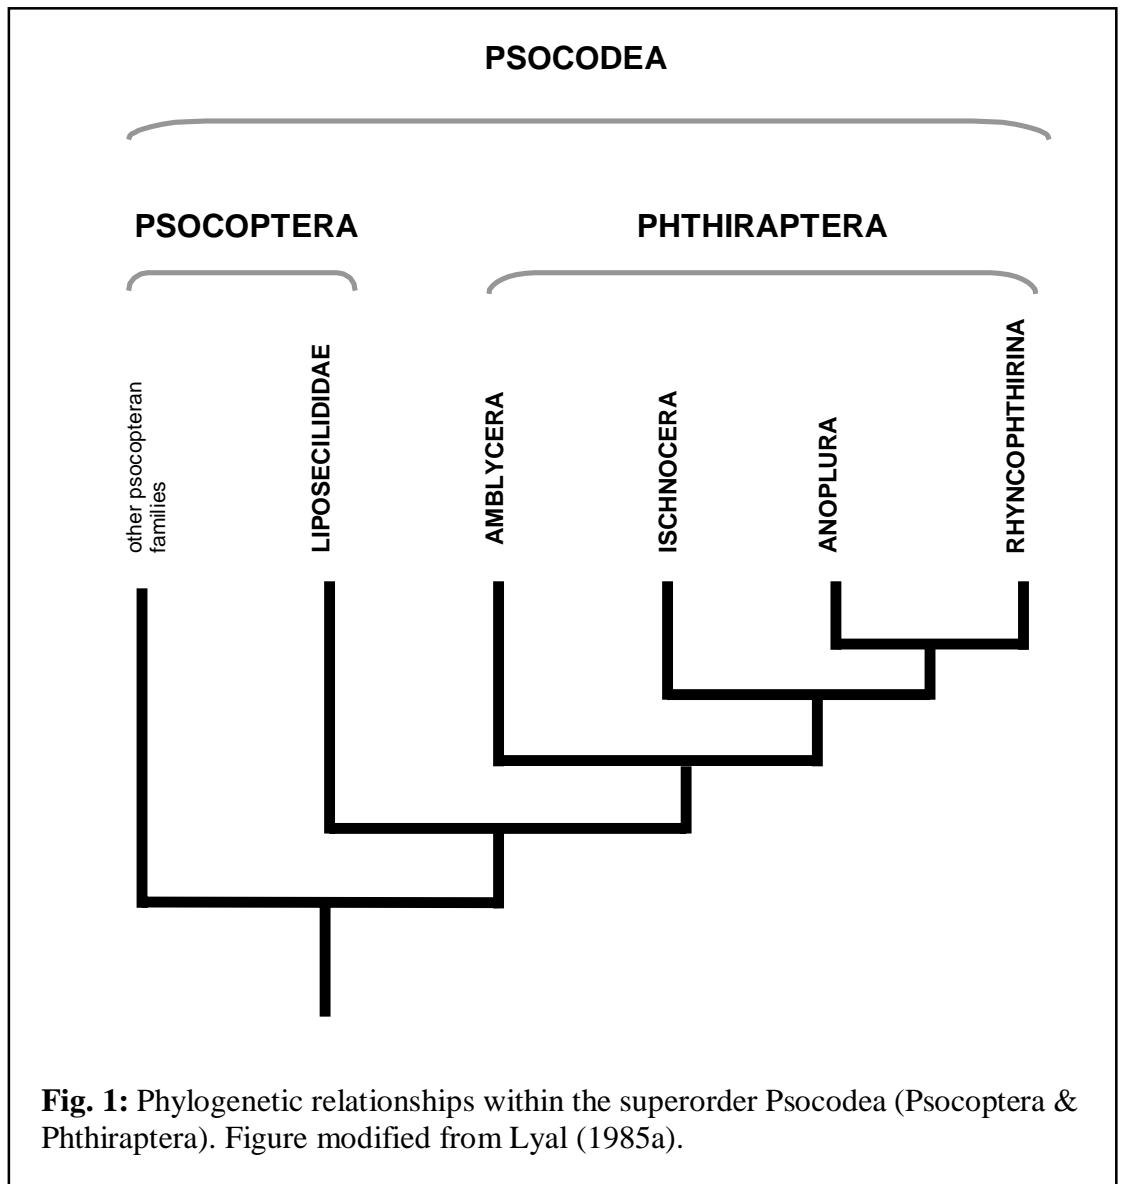 PSOCODEA
PSOCOPTERA
PHTHIRAPTERA
other psocopteran
families
LIPOSECILIDIDAE
AMBLYCERA
ISCHNOCERA
ANOPLURA
RHYNCOPHTHIRINA
Fig. 1: Phylogenetic relationships within the superorder Psocodea (Psocoptera &
Phthiraptera). Figure modified from Lyal (1985a).